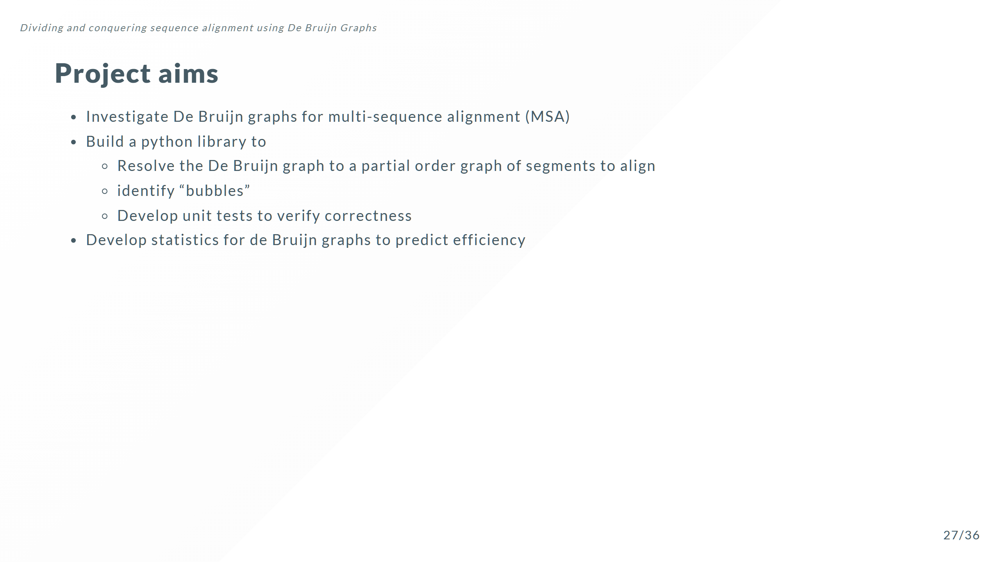 Dividing and conquering sequence alignment using De Bruijn Graphs
Project aims
• Investigate De Bruijn graphs for multi-sequence alignment (MSA)
• Build a python library to
◦ Resolve the De Bruijn graph to a partial order graph of segments to align
◦ identify “bubbles”
◦ Develop unit tests to verify correctness
• Develop statistics for de Bruijn graphs to predict efficiency
27/36